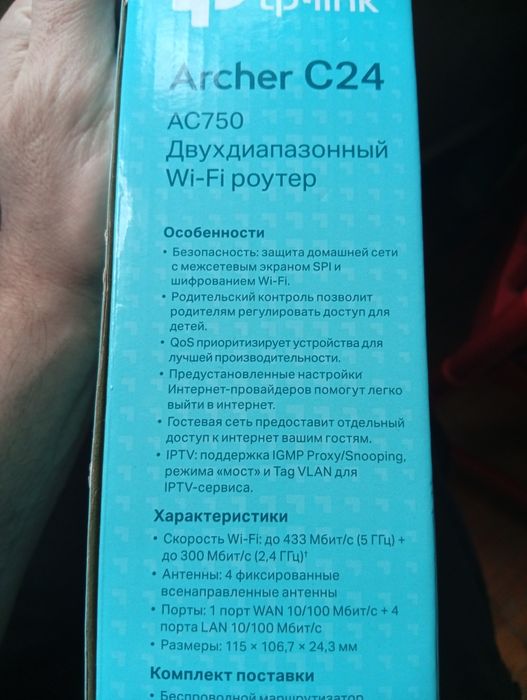 tp-link
Archer C24
AC750
Двухдиапазонный
Wi-Fi роутер
Особенности
• Безопасность: защита домашней сети
с межсетевым экраном SPI и
шифрованием Wi-Fi.
• Родительский контроль позволит
родителям регулировать доступ для
детей.
• QoS приоритизирует устройства для
лучшей производительности.
• Предустановленные настройки
Интернет-провайдеров помогут легко
выйти в интернет.
• Гостевая сеть предоставит отдельный
доступ к интернет вашим гостям.
• IPTV: поддержка IGMP Proxy/Snooping,
режима «мост» и Tag VLAN для
IPTV-сервиса.
Характеристики
• Скорость Wi-Fi: до 433 Мбит/с (5 ГГц) +
до 300 Мбит/с (2,4 ГГц)†
• Антенны: 4 фиксированные
всенаправленные антенны
• Порты: 1 порт WAN 10/100 Мбит/с + 4
порта LAN 10/100 Мбит/с
• Размеры: 115 × 106,7 × 24,3 мм
Комплект поставки
• Беспроводной маршрутизатор